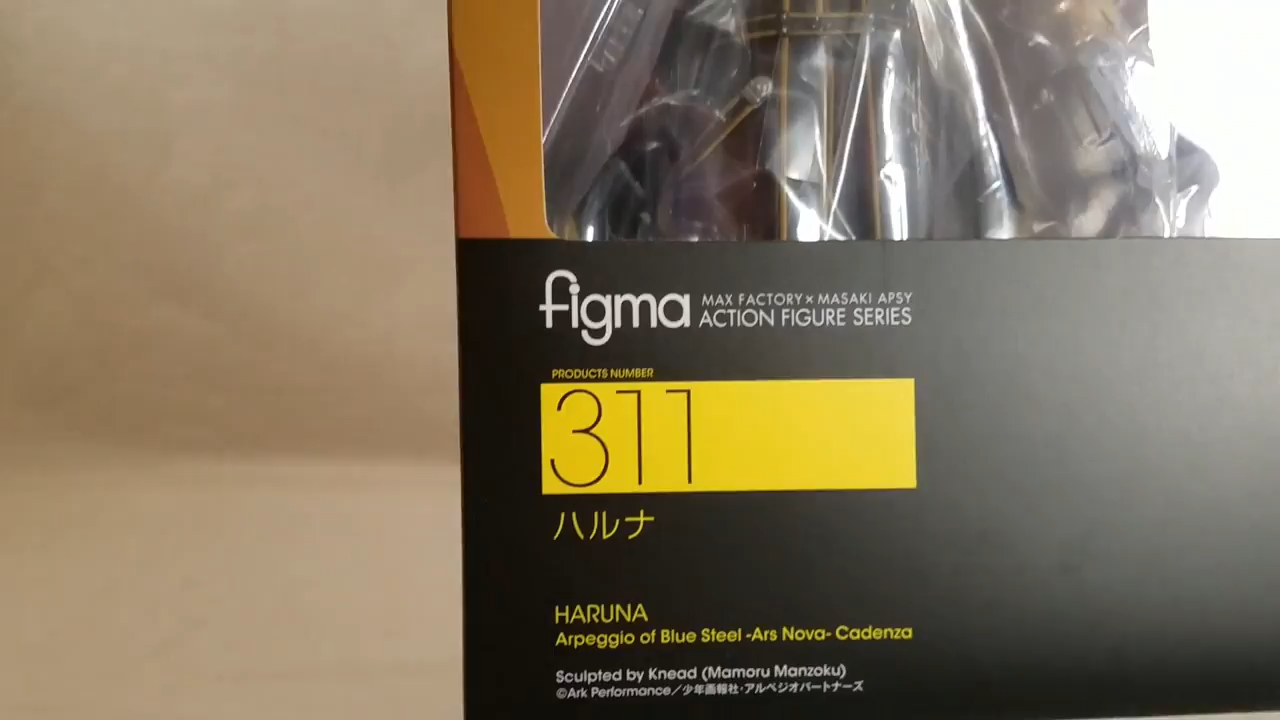 figma
MAX FACTORY × MASAKI APSY
ACTION FIGURE SERIES
PRODUCTS NUMBER
311
ハルナ
HARUNA
Arpeggio of Blue Steel -Ars Nova- Cadenza
Sculpted by Knead (Mamoru Manzoku)
©Ark Performance／少年画報社・アルペジオパートナーズ